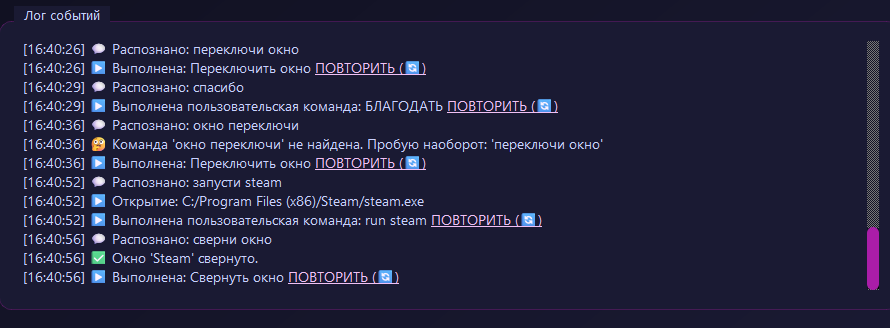 Лог событий
[16:40:26] 💬 Распознано: переключи окно
[16:40:26] ▶️ Выполнена: Переключить окно ПОВТОРИТЬ (🔄)
[16:40:29] 💬 Распознано: спасибо
[16:40:29] ▶️ Выполнена пользовательская команда: БЛАГОДАТЬ ПОВТОРИТЬ (🔄)
[16:40:36] 💬 Распознано: окно переключи
[16:40:36] 🤔 Команда 'окно переключи' не найдена. Пробую наоборот: 'переключи окно'
[16:40:36] ▶️ Выполнена: Переключить окно ПОВТОРИТЬ (🔄)
[16:40:52] 💬 Распознано: запусти steam
[16:40:52] ▶️ Открытие: C:/Program Files (x86)/Steam/steam.exe
[16:40:52] ▶️ Выполнена пользовательская команда: run steam ПОВТОРИТЬ (🔄)
[16:40:56] 💬 Распознано: сверни окно
[16:40:56] ✅ Окно 'Steam' свернуто.
[16:40:56] ▶️ Выполнена: Свернуть окно ПОВТОРИТЬ (🔄)